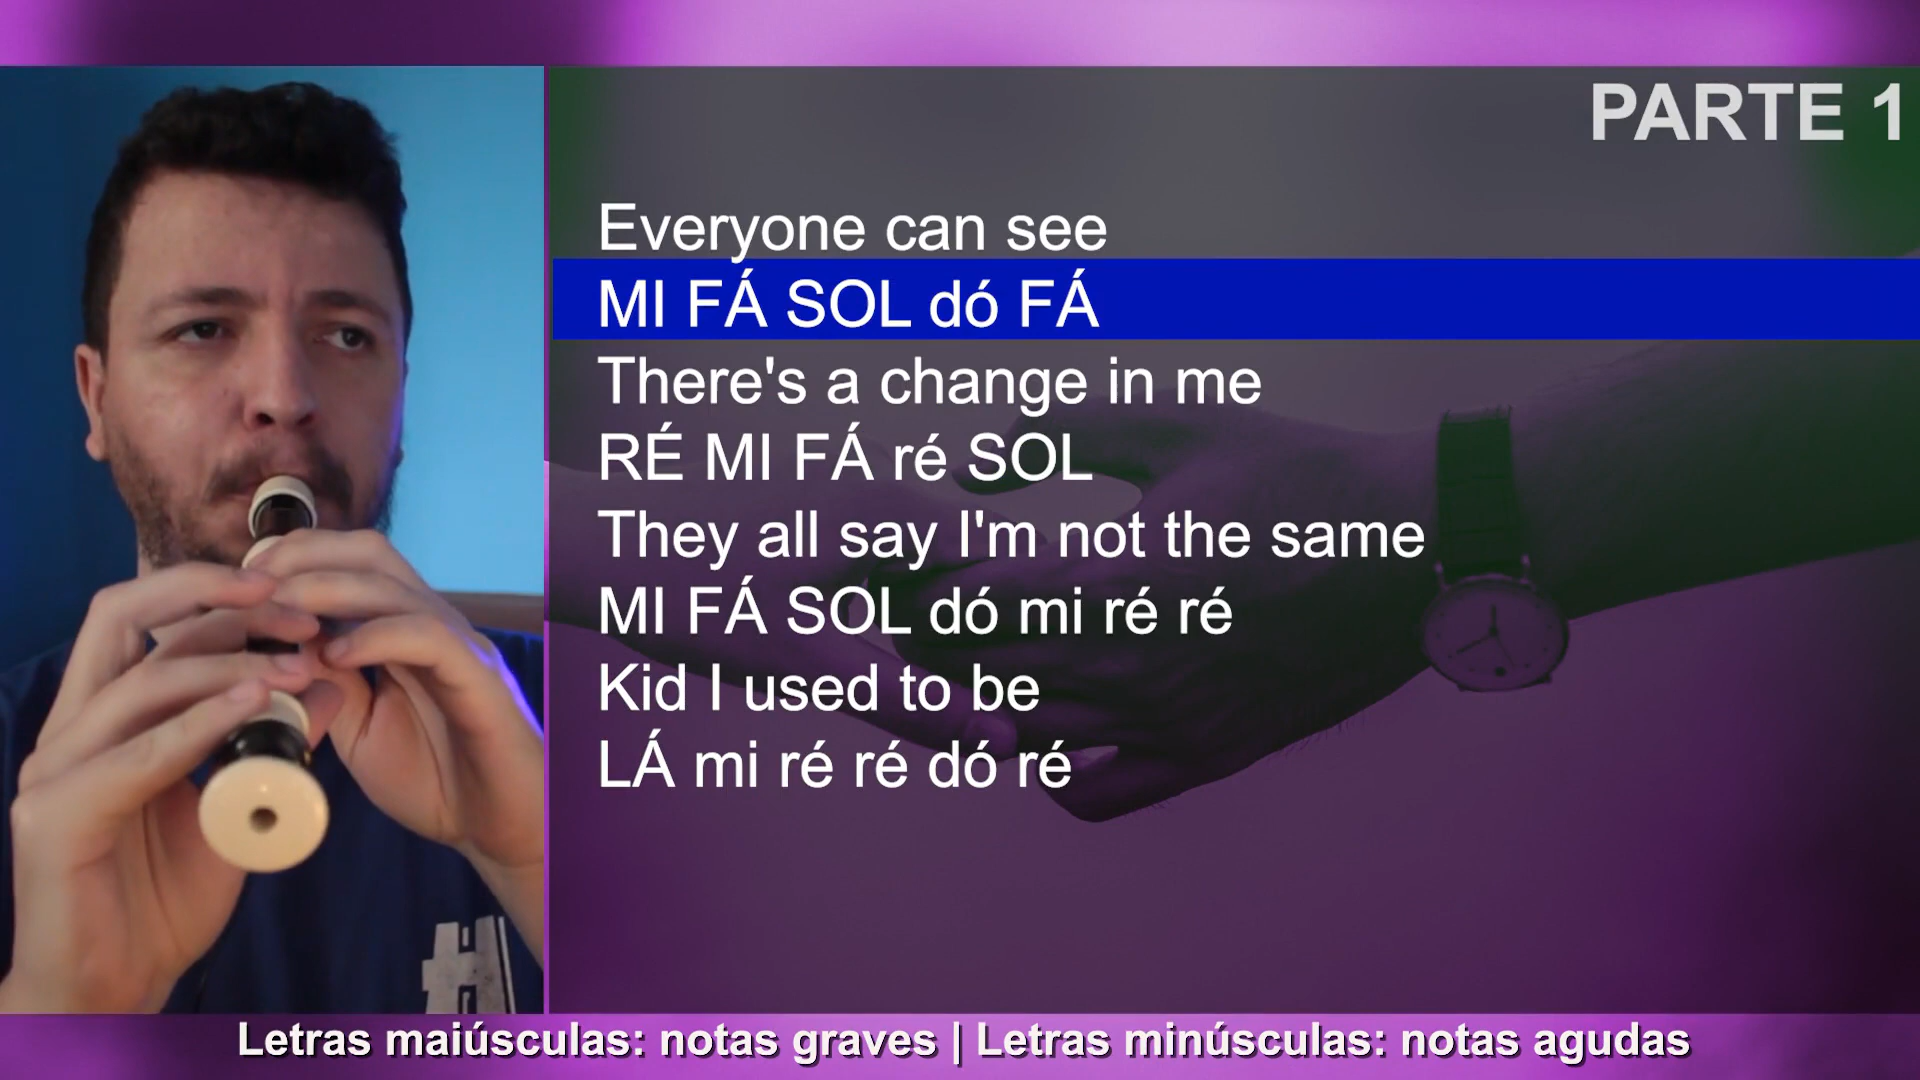 PARTE 1
Everyone can see
MI FÁ SOL dó FÁ
There's a change in me
RÉ MI FÁ ré SOL
They all say I'm not the same
MI FÁ SOL dó mi ré ré
Kid I used to be
LÁ mi ré ré dó ré
Letras maiúsculas: notas graves | Letras minúsculas: notas agudas